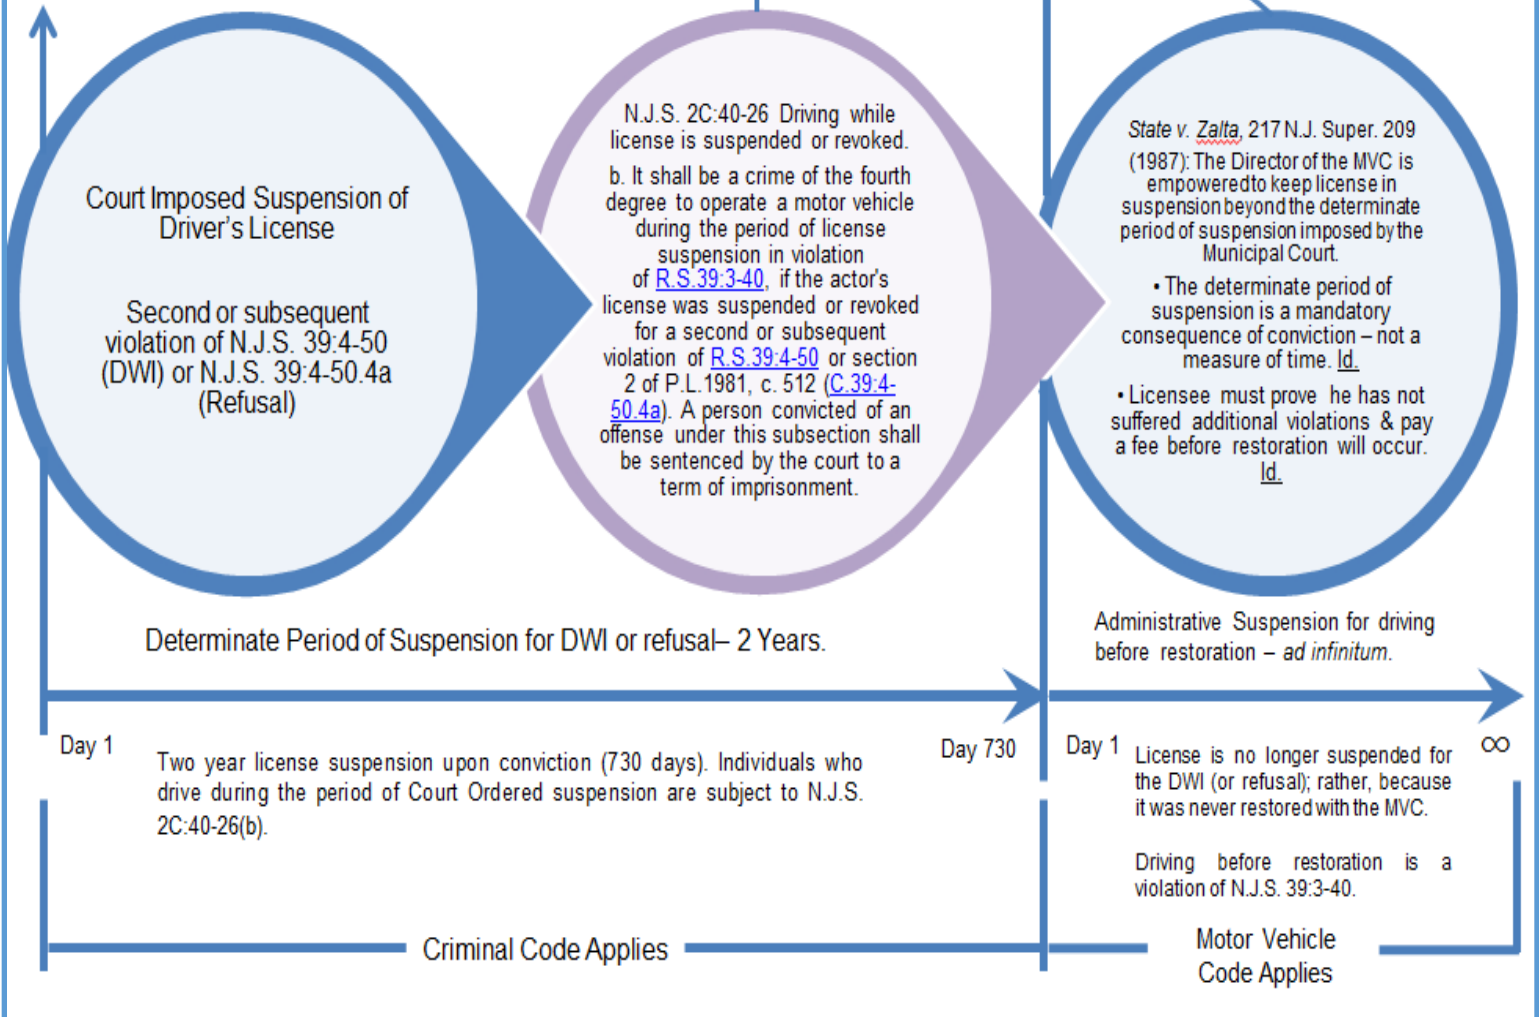 Court Imposed Suspension of
Driver's License
Second or subsequent
violation of N.J.S. 39:4-50
(DWI) or N.J.S. 39:4-50.4a
(Refusal)
N.J.S. 2C:40-26 Driving while
license is suspended or revoked.
b. It shall be a crime of the fourth
degree to operate a motor vehicle
during the period of license
suspension in violation
of R.S.39:3-40, if the actor's
license was suspended or revoked
for a second or subsequent
violation of R.S.39:4-50 or section
2 of P.L.1981, c. 512 (C.39:4-
50.4a). A person convicted of an
offense under this subsection shall
be sentenced by the court to a
term of imprisonment.
State v. Zalta, 217 N.J. Super. 209
(1987): The Director of the MVC is
empowered to keep license in
suspension beyond the determinate
period of suspension imposed by the
Municipal Court.
• The determinate period of
suspension is a mandatory
consequence of conviction – not a
measure of time. Id.
• Licensee must prove he has not
suffered additional violations & pay
a fee before restoration will occur.
Id.
Determinate Period of Suspension for DWI or refusal– 2 Years.
Administrative Suspension for driving
before restoration – ad infinitum.
Day 1
Two year license suspension upon conviction (730 days). Individuals who
drive during the period of Court Ordered suspension are subject to N.J.S.
2C:40-26(b).
Day 730
Day 1
License is no longer suspended for
the DWI (or refusal); rather, because
it was never restored with the MVC.
Driving before restoration is a
violation of N.J.S. 39:3-40.
∞
Criminal Code Applies
Motor Vehicle
Code Applies